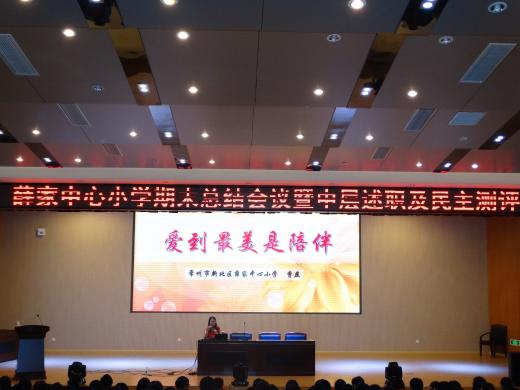 薛家中心小学期末总结会议暨中层述职及民主测评
爱到最美是陪伴
常州市新北区薛家中心小学